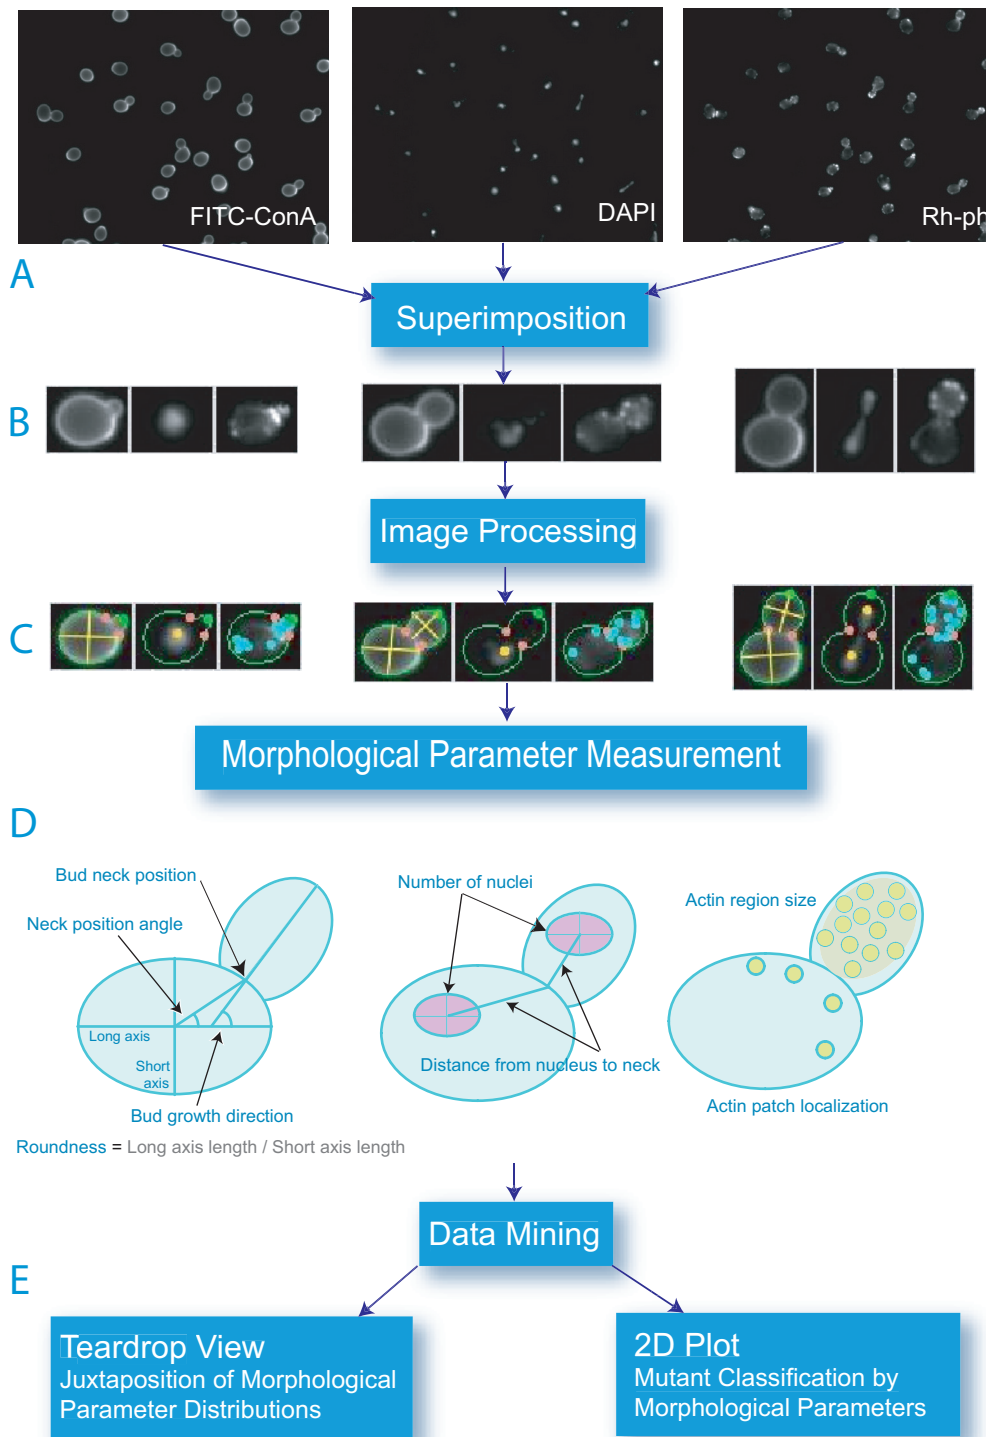 FITC-ConA
DAPI
Rh-ph
A
Superimposition
B
Image Processing
C
Morphological Parameter Measurement
D
Bud neck position
Neck position angle
Long axis
Short
axis
Bud growth direction
Roundness = Long axis length / Short axis length
Number of nuclei
Distance from nucleus to neck
Actin region size
Actin patch localization
Data Mining
E
Teardrop View
Juxtaposition of Morphological
Parameter Distributions
2D Plot
Mutant Classification by
Morphological Parameters